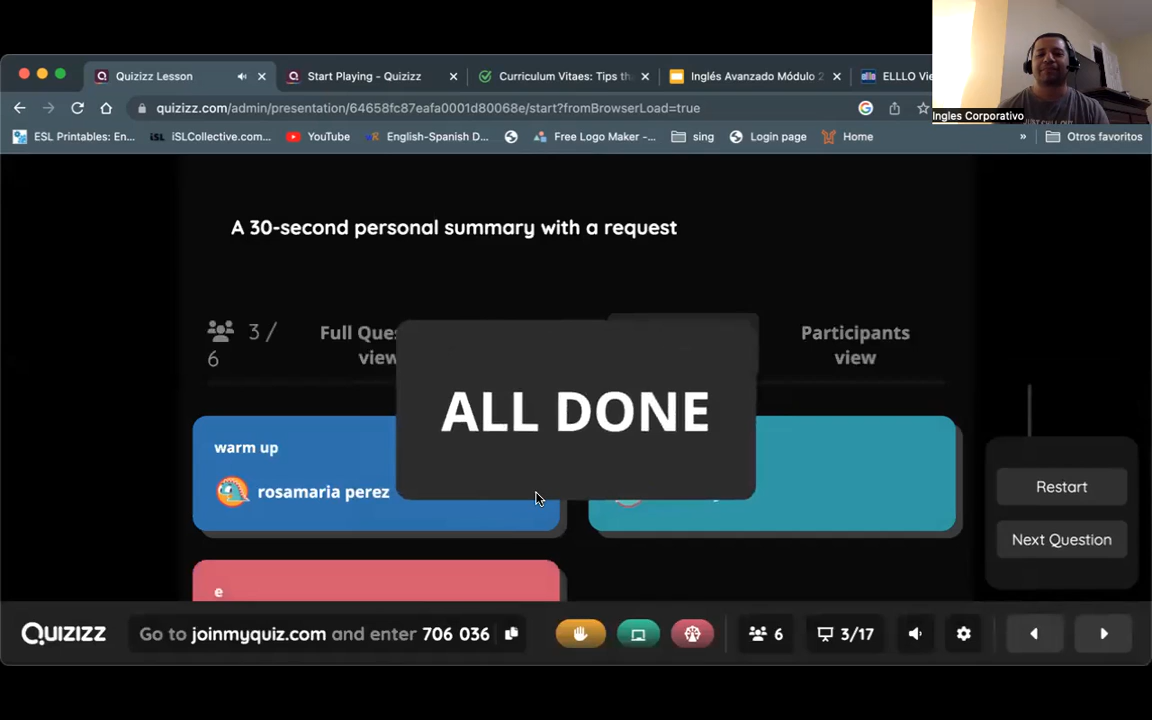 Quizizz Lesson
Start Playing - Quizizz
Curriculum Vitaes: Tips th
Inglés Avanzado Módulo 2
ELLLO Vie
quizizz.com/admin/presentation/64658fc87eafa0001d80068e/start?fromBrowserLoad=true
Ingles Corporativo
ESL Printables: En...
iSL
iSLCollective.com...
YouTube
English-Spanish D...
Free Logo Maker -...
sing
Login page
Home
»
Otros favoritos
A 30-second personal summary with a request
3 /
6
Full Ques
view
Participants
view
ALL DONE
warm up
rosamaria perez
e
Restart
Next Question
Quizizz
Go to joinmyquiz.com and enter 706 036
6
3/17